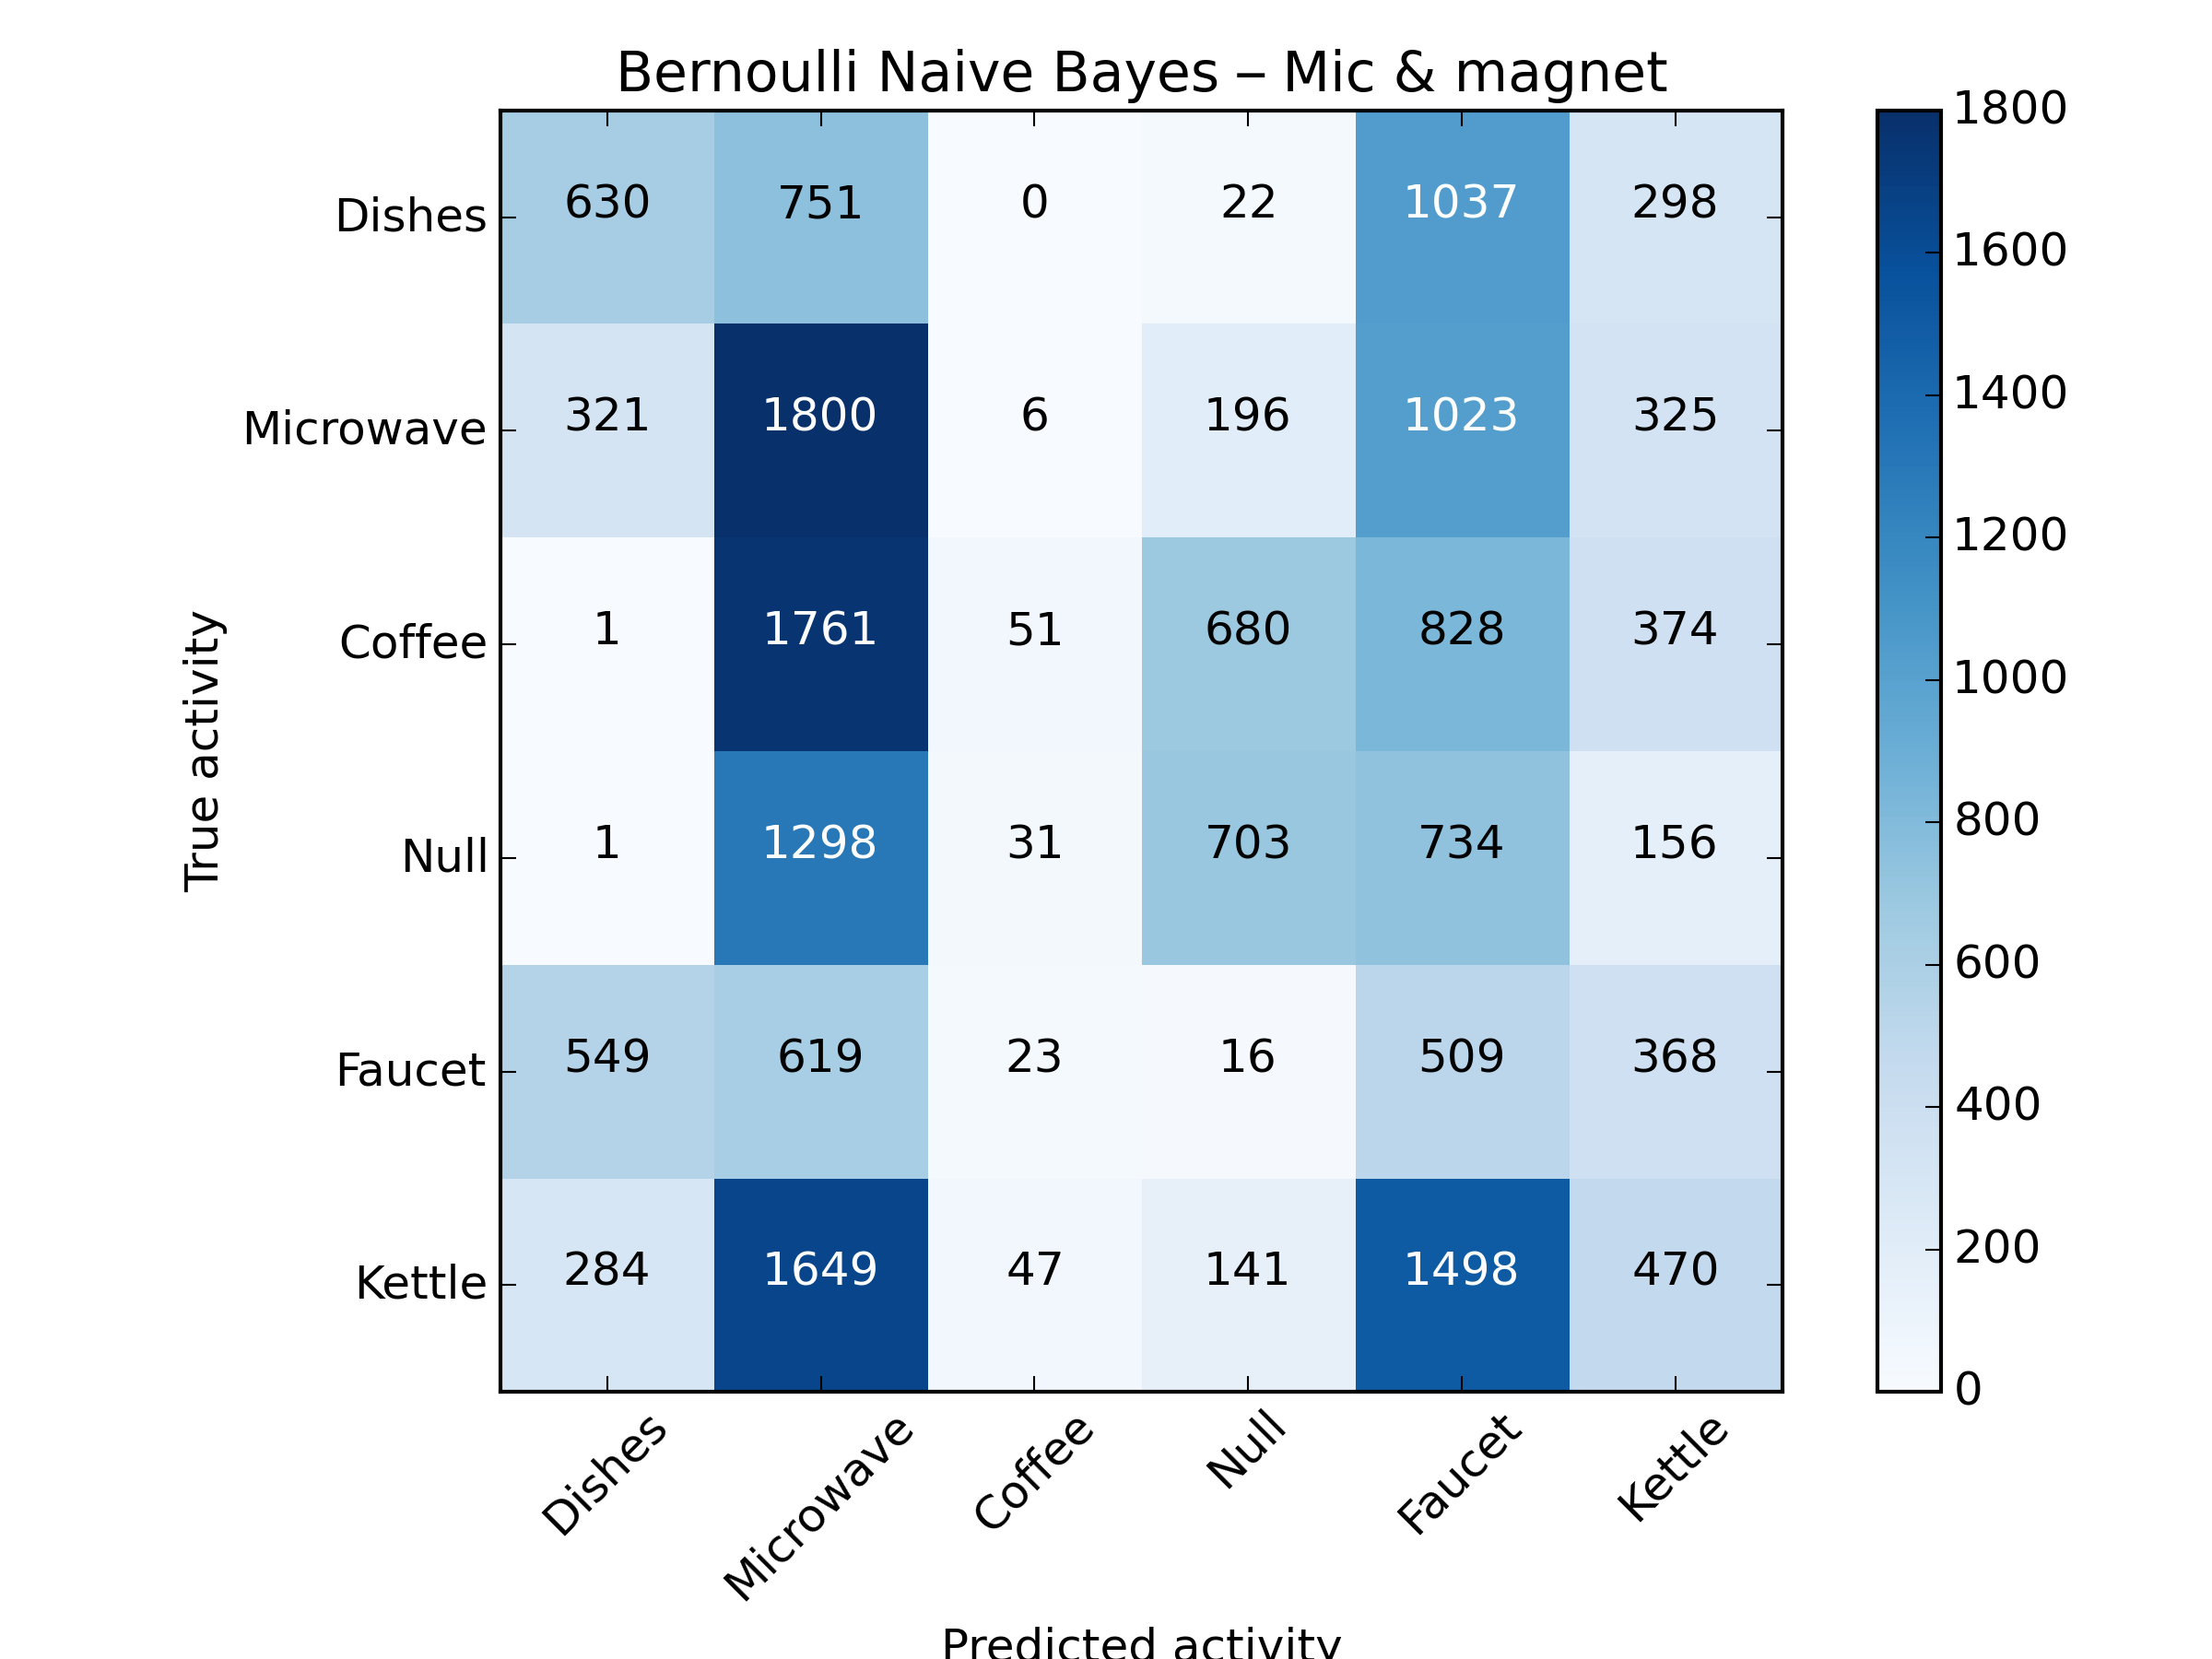 Bernoulli Naive Bayes – Mic & magnet
True activity
Dishes 630 751 0 22 1037 298
Microwave 321 1800 6 196 1023 325
Coffee 1 1761 51 680 828 374
Null 1 1298 31 703 734 156
Faucet 549 619 23 16 509 368
Kettle 284 1649 47 141 1498 470
Dishes Microwave Coffee Null Faucet Kettle
Predicted activity
1800
1600
1400
1200
1000
800
600
400
200
0